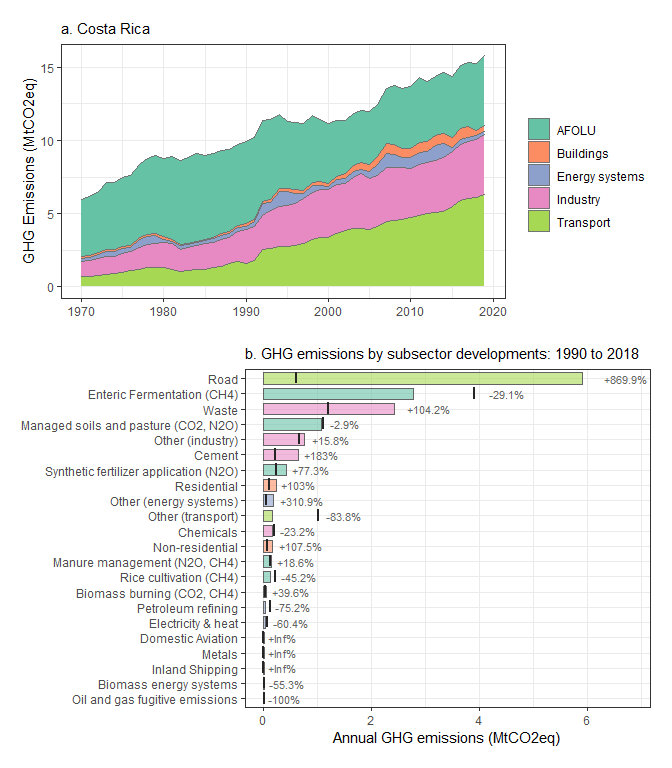 a. Costa Rica
GHG Emissions (MtCO2eq)
15
10
5
0
1970
1980
1990
2000
2010
2020
AFOLU
Buildings
Energy systems
Industry
Transport
b. GHG emissions by subsector developments: 1990 to 2018
Road +869.9%
Enteric Fermentation (CH4) -29.1%
Waste +104.2%
Managed soils and pasture (CO2, N2O) -2.9%
Other (industry) +15.8%
Cement +183%
Synthetic fertilizer application (N2O) +77.3%
Residential +103%
Other (energy systems) +310.9%
Other (transport) -83.8%
Chemicals -23.2%
Non-residential +107.5%
Manure management (N2O, CH4) +18.6%
Rice cultivation (CH4) -45.2%
Biomass burning (CO2, CH4) +39.6%
Petroleum refining -75.2%
Electricity & heat -60.4%
Domestic Aviation +Inf%
Metals +Inf%
Inland Shipping +Inf%
Biomass energy systems -55.3%
Oil and gas fugitive emissions -100%
0
2
4
6
Annual GHG emissions (MtCO2eq)